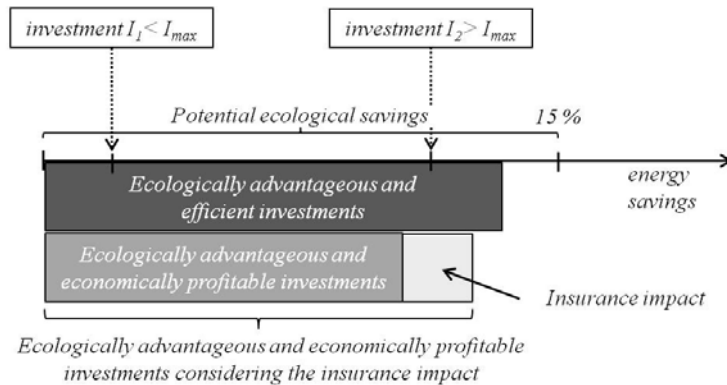 investment I₁< Iₘₐₓ
investment I₂> Iₘₐₓ
Potential ecological savings
15 %
energy
savings
Ecologically advantageous and
efficient investments
Ecologically advantageous and
economically profitable investments
Insurance impact
Ecologically advantageous and economically profitable
investments considering the insurance impact